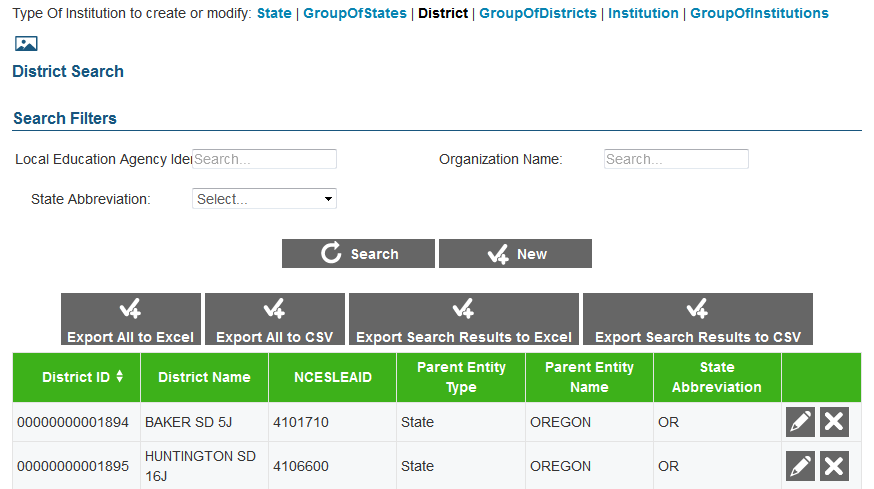 Type Of Institution to create or modify: State | GroupOfStates | District | GroupOfDistricts | Institution | GroupOfInstitutions
District Search
Search Filters
Local Education Agency Iden Search... Organization Name: Search...
State Abbreviation: Select...
Search New
Export All to Excel Export All to CSV Export Search Results to Excel Export Search Results to CSV
District ID District Name NCESLEAID Parent Entity Type Parent Entity Name State Abbreviation
00000000001894 BAKER SD 5J 4101710 State OREGON OR
00000000001895 HUNTINGTON SD 16J 4106600 State OREGON OR